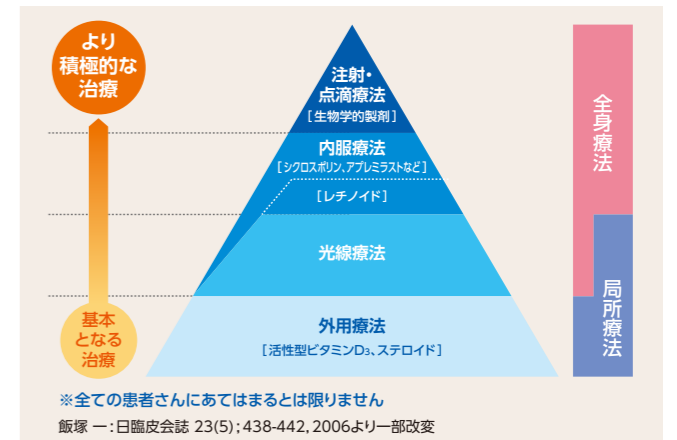 より
積極的な
治療
注射・
点滴療法
［生物学的製剤］
内服療法
［シクロスポリン、アプレミラストなど］
［レチノイド］
光線療法
外用療法
［活性型ビタミンD₃、ステロイド］
基本
となる
治療
全身療法
局所療法
※全ての患者さんにあてはまるとは限りません
飯塚 一：日臨皮会誌 23(5)；438-442, 2006より一部改変